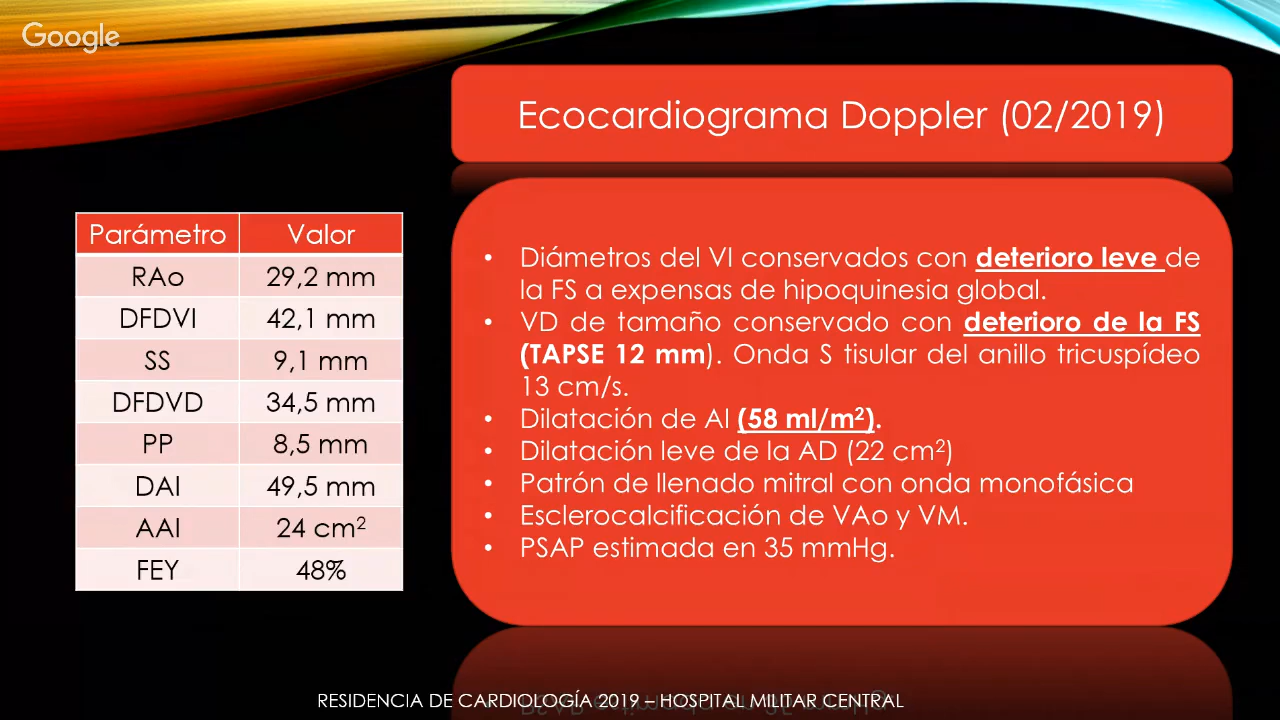 Google
Ecocardiograma Doppler (02/2019)
Parámetro Valor
RAo 29,2 mm
DFDVI 42,1 mm
SS 9,1 mm
DFDVD 34,5 mm
PP 8,5 mm
DAI 49,5 mm
AAI 24 cm²
FEY 48%
• Diámetros del VI conservados con deterioro leve de
la FS a expensas de hipoquinesia global.
• VD de tamaño conservado con deterioro de la FS
(TAPSE 12 mm). Onda S tisular del anillo tricuspídeo
13 cm/s.
• Dilatación de AI (58 ml/m²).
• Dilatación leve de la AD (22 cm²)
• Patrón de llenado mitral con onda monofásica
• Esclerocalcificación de VAo y VM.
• PSAP estimada en 35 mmHg.
RESIDENCIA DE CARDIOLOGÍA 2019 – HOSPITAL MILITAR CENTRAL